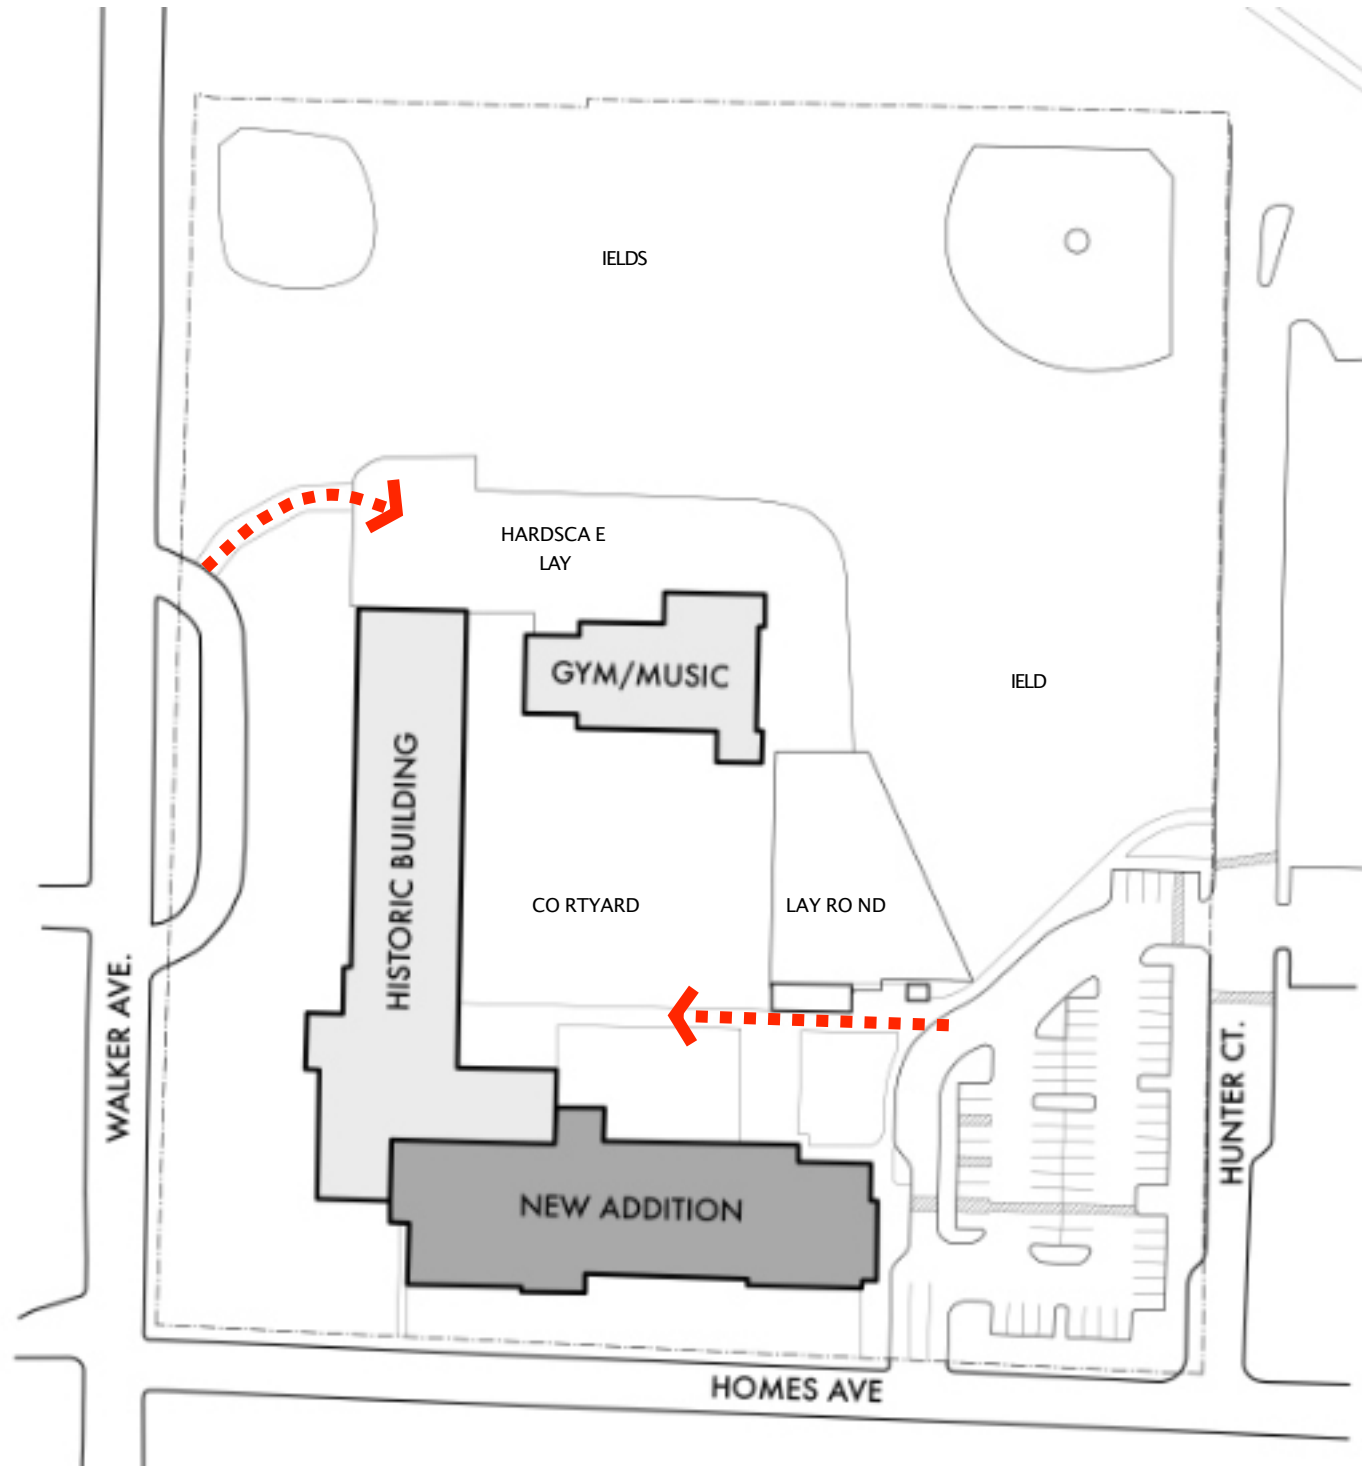 IELDS
HARDSCA E
LAY
GYM/MUSIC
IELD
HISTORIC BUILDING
CO RTYARD
LAY RO ND
WALKER AVE.
HUNTER CT.
NEW ADDITION
HOMES AVE